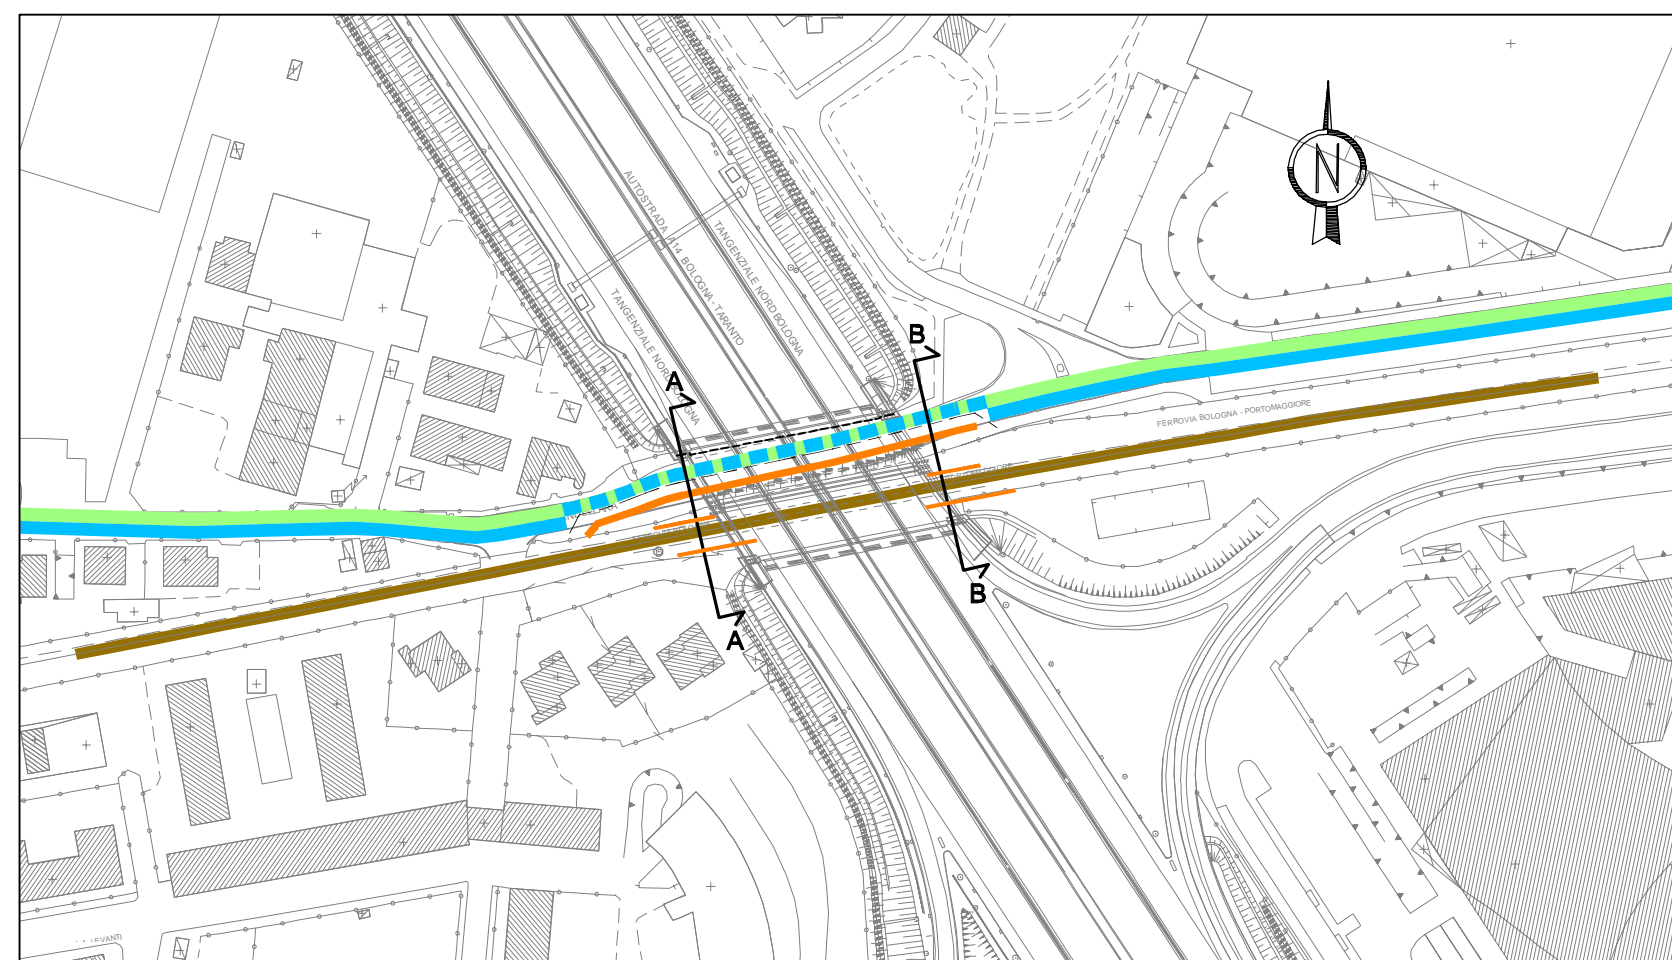 N
AUTOSTRADA A14 BOLOGNA - TARANTO
TANGENZIALE NORD BOLOGNA
TANGENZIALE NORD BOLOGNA
B
A
FERROVIA BOLOGNA - PORTOMAGGIORE
B
A